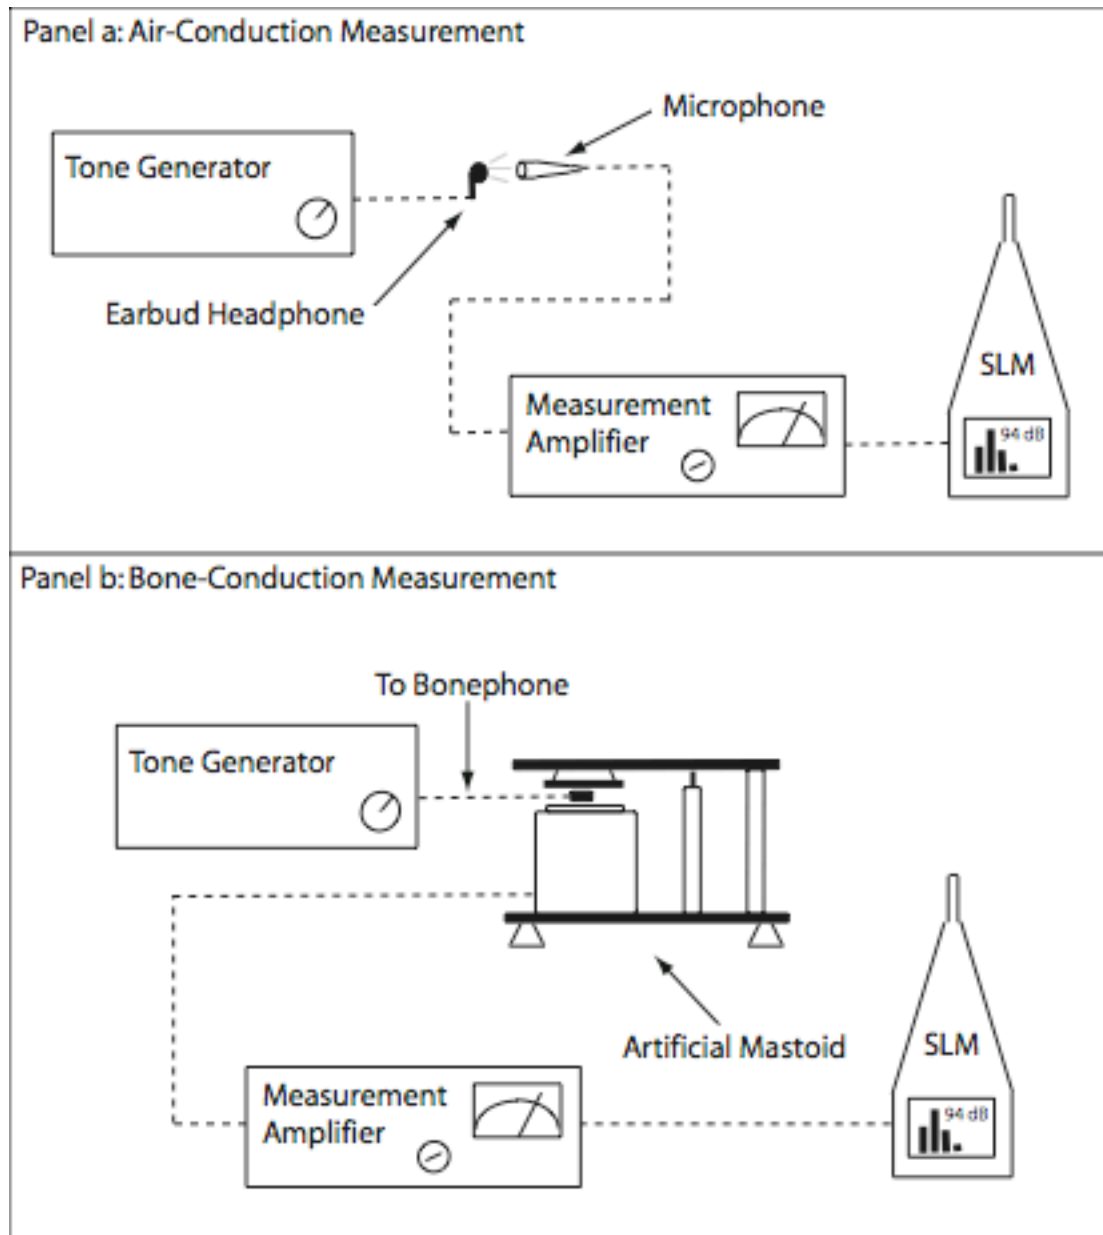 Panel a: Air-Conduction Measurement
Microphone
Tone Generator
Earbud Headphone
SLM
94 dB
Measurement
Amplifier
Panel b: Bone-Conduction Measurement
To Bonephone
Tone Generator
Artificial Mastoid
SLM
94 dB
Measurement
Amplifier